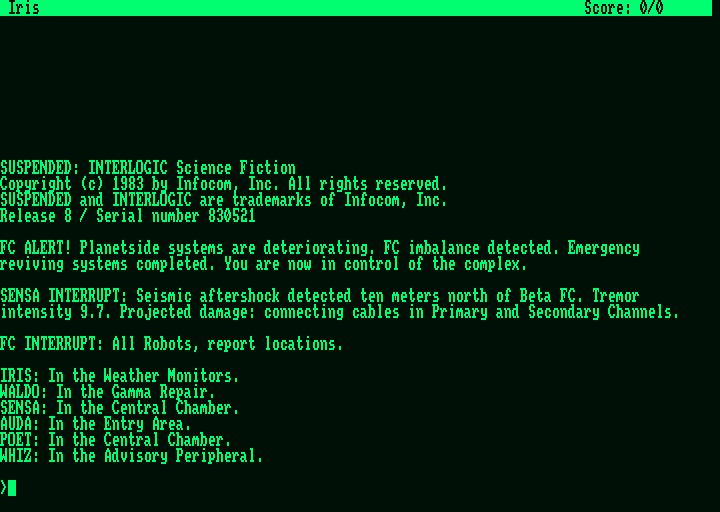 Iris Score: 0/0
SUSPENDED: INTERLOGIC Science Fiction
Copyright (c) 1983 by Infocom, Inc. All rights reserved.
SUSPENDED and INTERLOGIC are trademarks of Infocom, Inc.
Release 8 / Serial number 830521
FC ALERT! Planetside systems are deteriorating. FC imbalance detected. Emergency
reviving systems completed. You are now in control of the complex.
SENSA INTERRUPT: Seismic aftershock detected ten meters north of Beta FC. Tremor
intensity 9.7. Projected damage: connecting cables in Primary and Secondary Channels.
FC INTERRUPT: All Robots, report locations.
IRIS: In the Weather Monitors.
WALDO: In the Gamma Repair.
SENSA: In the Central Chamber.
AUDA: In the Entry Area.
POET: In the Central Chamber.
WHIZ: In the Advisory Peripheral.
>